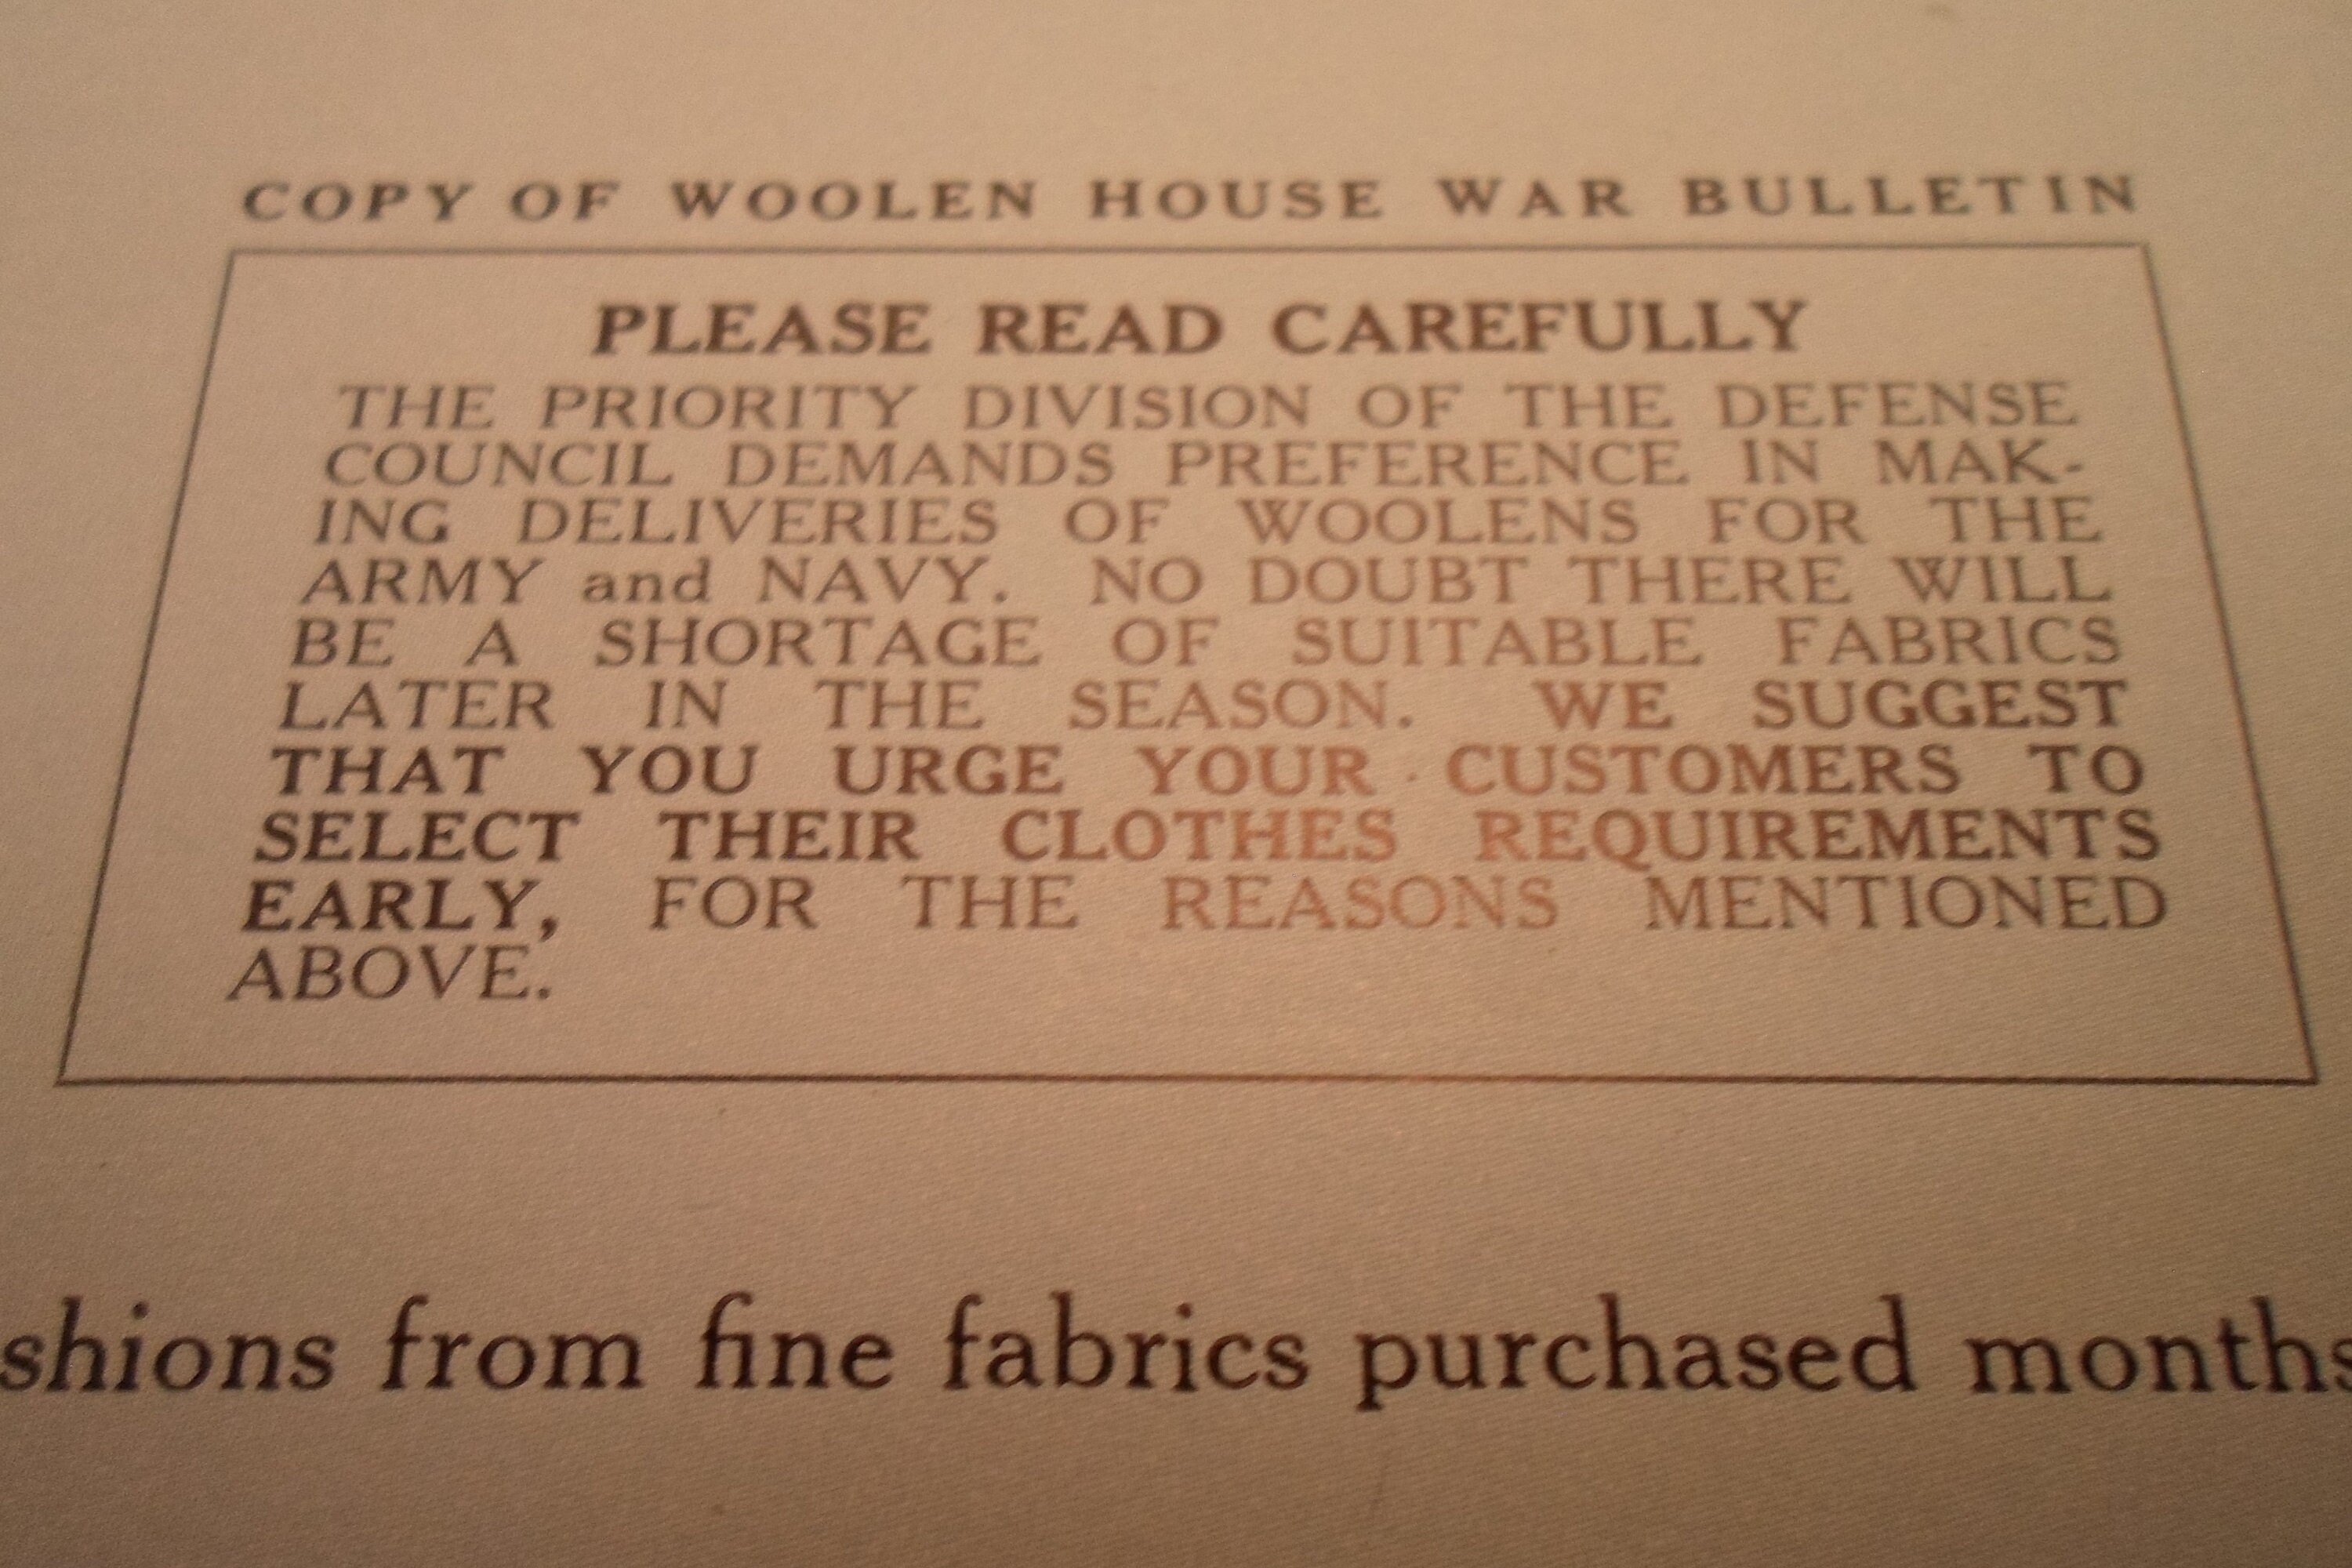 COPY OF WOOLEN HOUSE WAR BULLETIN
PLEASE READ CAREFULLY
THE PRIORITY DIVISION OF THE DEFENSE
COUNCIL DEMANDS PREFERENCE IN MAK-
ING DELIVERIES OF WOOLENS FOR THE
ARMY and NAVY. NO DOUBT THERE WILL
BE A SHORTAGE OF SUITABLE FABRICS
LATER IN THE SEASON. WE SUGGEST
THAT YOU URGE YOUR CUSTOMERS TO
SELECT THEIR CLOTHES REQUIREMENTS
EARLY, FOR THE REASONS MENTIONED
ABOVE.
shions from fine fabrics purchased months